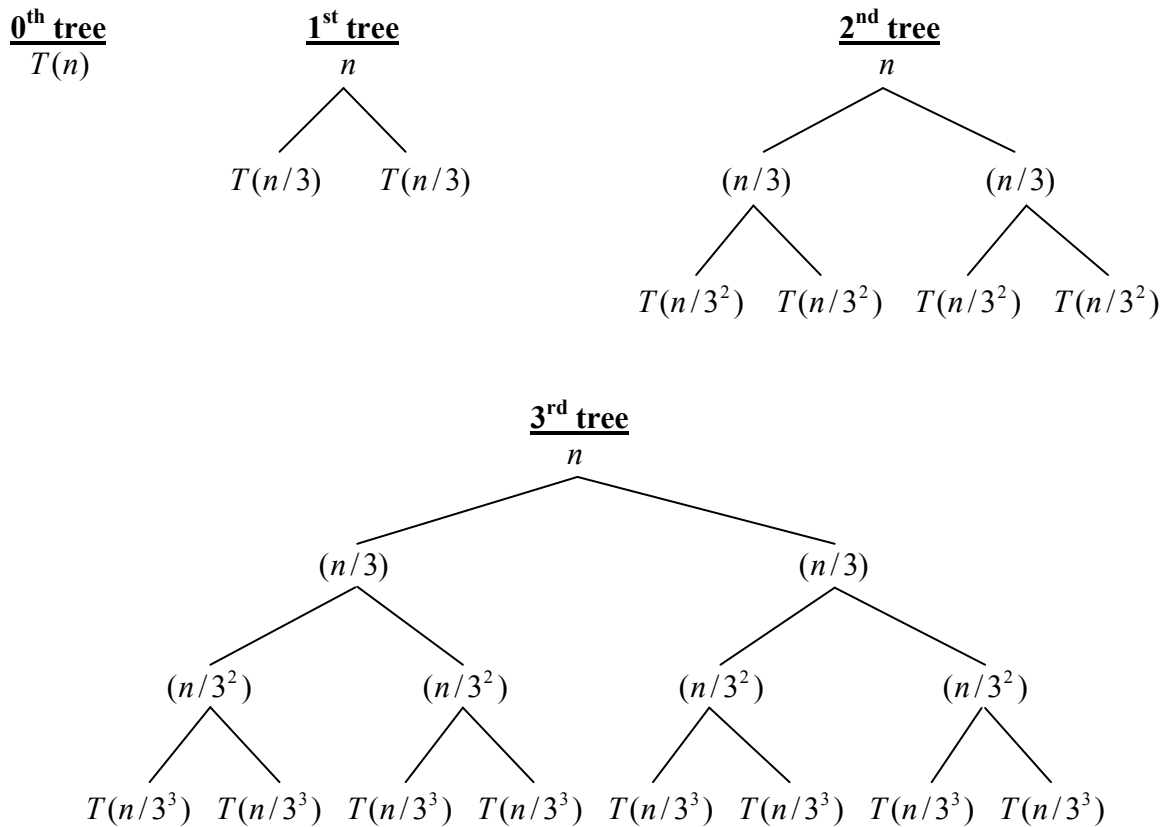 0th tree 1st tree 2nd tree
T(n) n n
T(n/3) T(n/3) (n/3) (n/3)
T(n/3²) T(n/3²) T(n/3²) T(n/3²)
3rd tree
n
(n/3) (n/3)
(n/3²) (n/3²) (n/3²) (n/3²)
T(n/3³) T(n/3³) T(n/3³) T(n/3³) T(n/3³) T(n/3³) T(n/3³) T(n/3³)